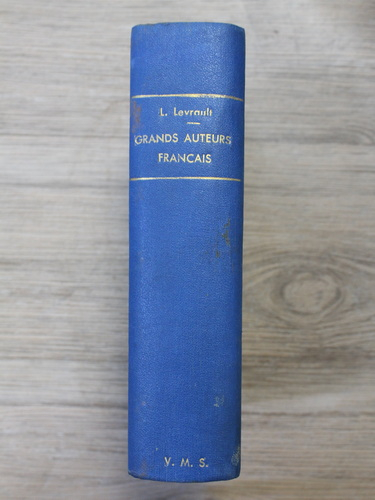 L. Levrault
GRANDS AUTEURS
FRANCAIS
V. M. S.